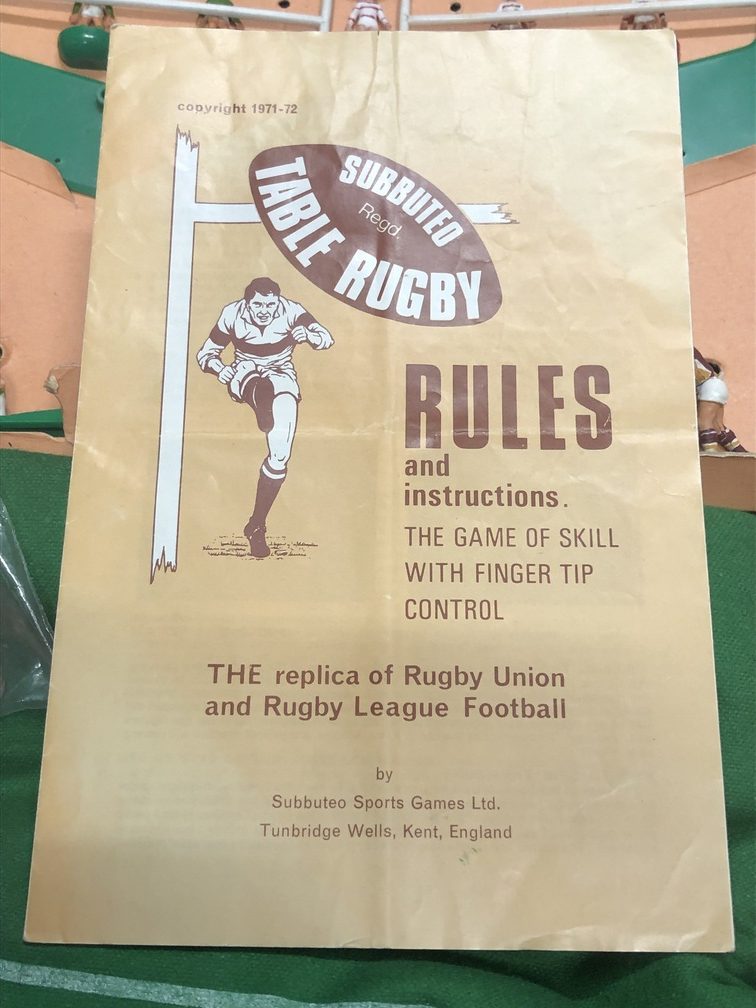 copyright 1971-72
SUBBUTEO
Regd.
TABLE RUGBY
RULES
and
instructions.
THE GAME OF SKILL
WITH FINGER TIP
CONTROL
THE replica of Rugby Union
and Rugby League Football
by
Subbuteo Sports Games Ltd.
Tunbridge Wells, Kent, England